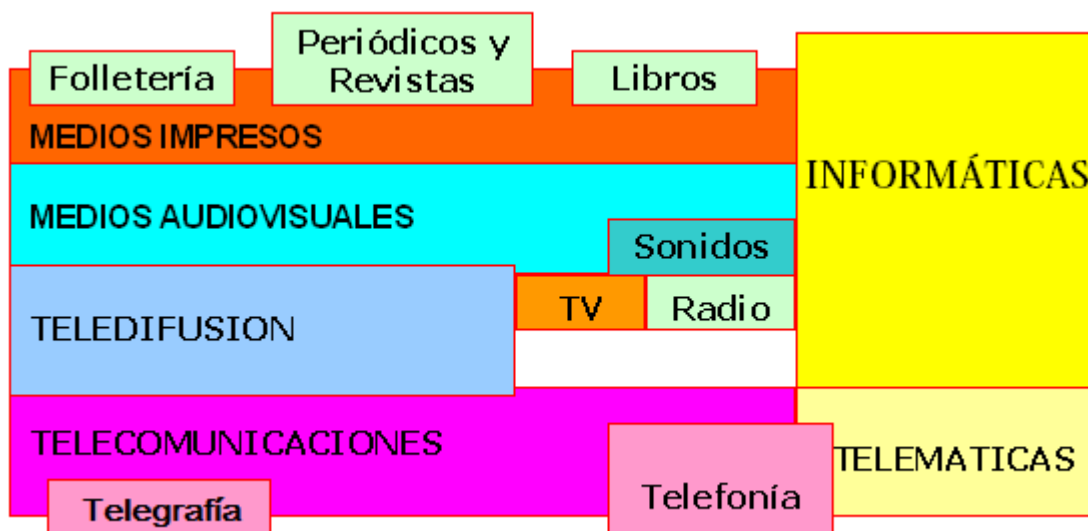 Folletería
Periódicos y
Revistas
Libros
MEDIOS IMPRESOS
INFORMÁTICAS
MEDIOS AUDIOVISUALES
Sonidos
TV
Radio
TELEDIFUSION
TELECOMUNICACIONES
TELEMATICAS
Telefonía
Telegrafía